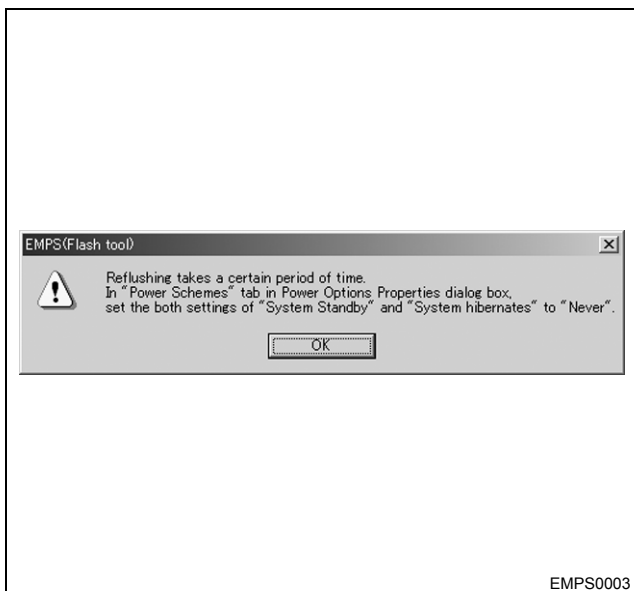 EMPS(Flash tool)
Reflushing takes a certain period of time.
In "Power Schemes" tab in Power Options Properties dialog box,
set the both settings of "System Standby" and "System hibernates" to "Never".
OK
EMPS0003